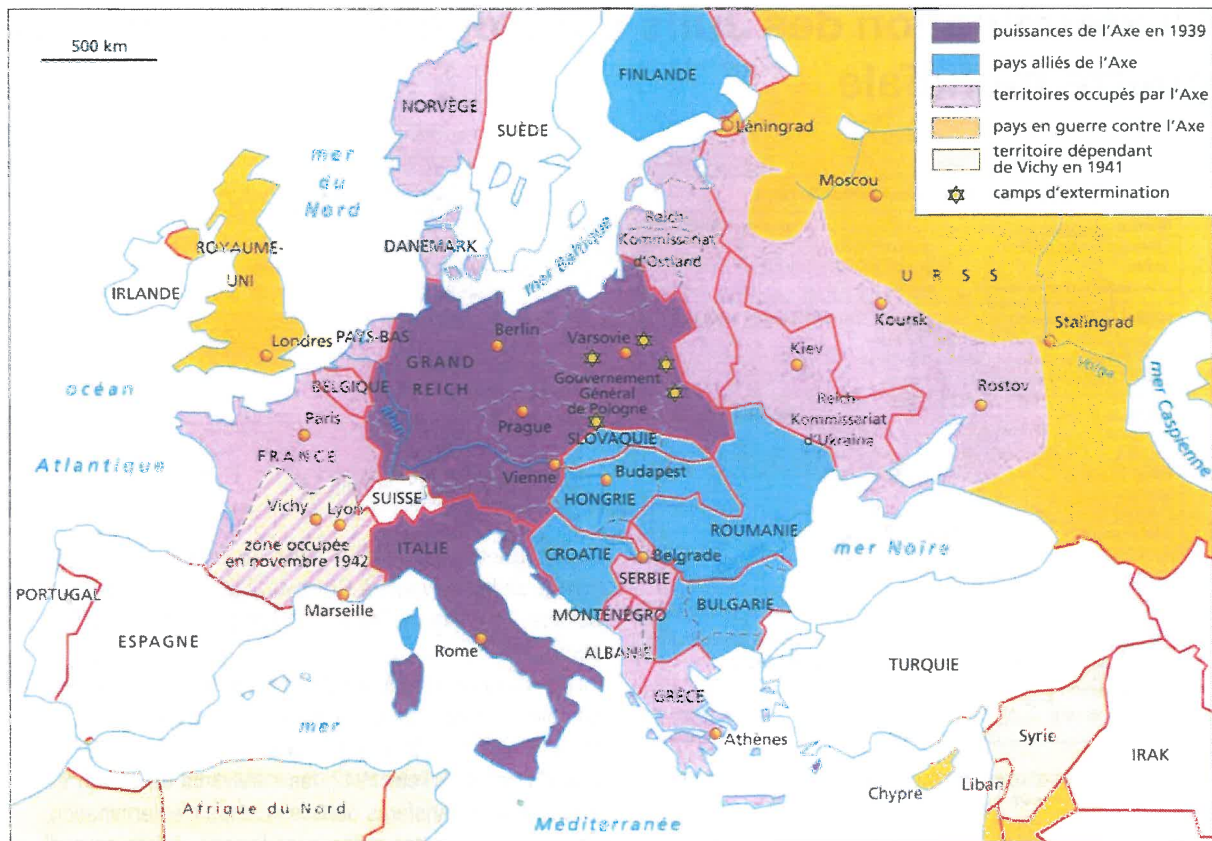 500 km
puissances de l'Axe en 1939
pays alliés de l'Axe
territoires occupés par l'Axe
pays en guerre contre l'Axe
territoire dépendant
de Vichy en 1941
camps d'extermination
FINLANDE
NORVÈGE
SUÈDE
Léningrad
mer
du
Nord
Moscou
Reich-
Kommissariat
d'Ostland
DANEMARK
mer Baltique
ROYAUME-
UNI
IRLANDE
URSS
Koursk
Stalingrad
Volga
mer Caspienne
Londres
PAYS-BAS
Berlin
Varsovie
Kiev
GRAND
REICH
Gouvernement
Général
de Pologne
BELGIQUE
Rhin
océan
Atlantique
Paris
FRANCE
Prague
Reich-
Kommissariat
d'Ukraina
Rostov
SLOVAQUIE
Vienne
Budapest
HONGRIE
SUISSE
Vichy
Lyon
zone occupée
en novembre 1942
ITALIE
ROUMANIE
mer Noire
CROATIE
Belgrade
SERBIE
MONTÉNÉGRO
BULGARIE
PORTUGAL
ESPAGNE
Marseille
Rome
ALBANIE
GRÈCE
TURQUIE
Athènes
Syrie
IRAK
Liban
Chypre
mer
Méditerranée
Afrique du Nord